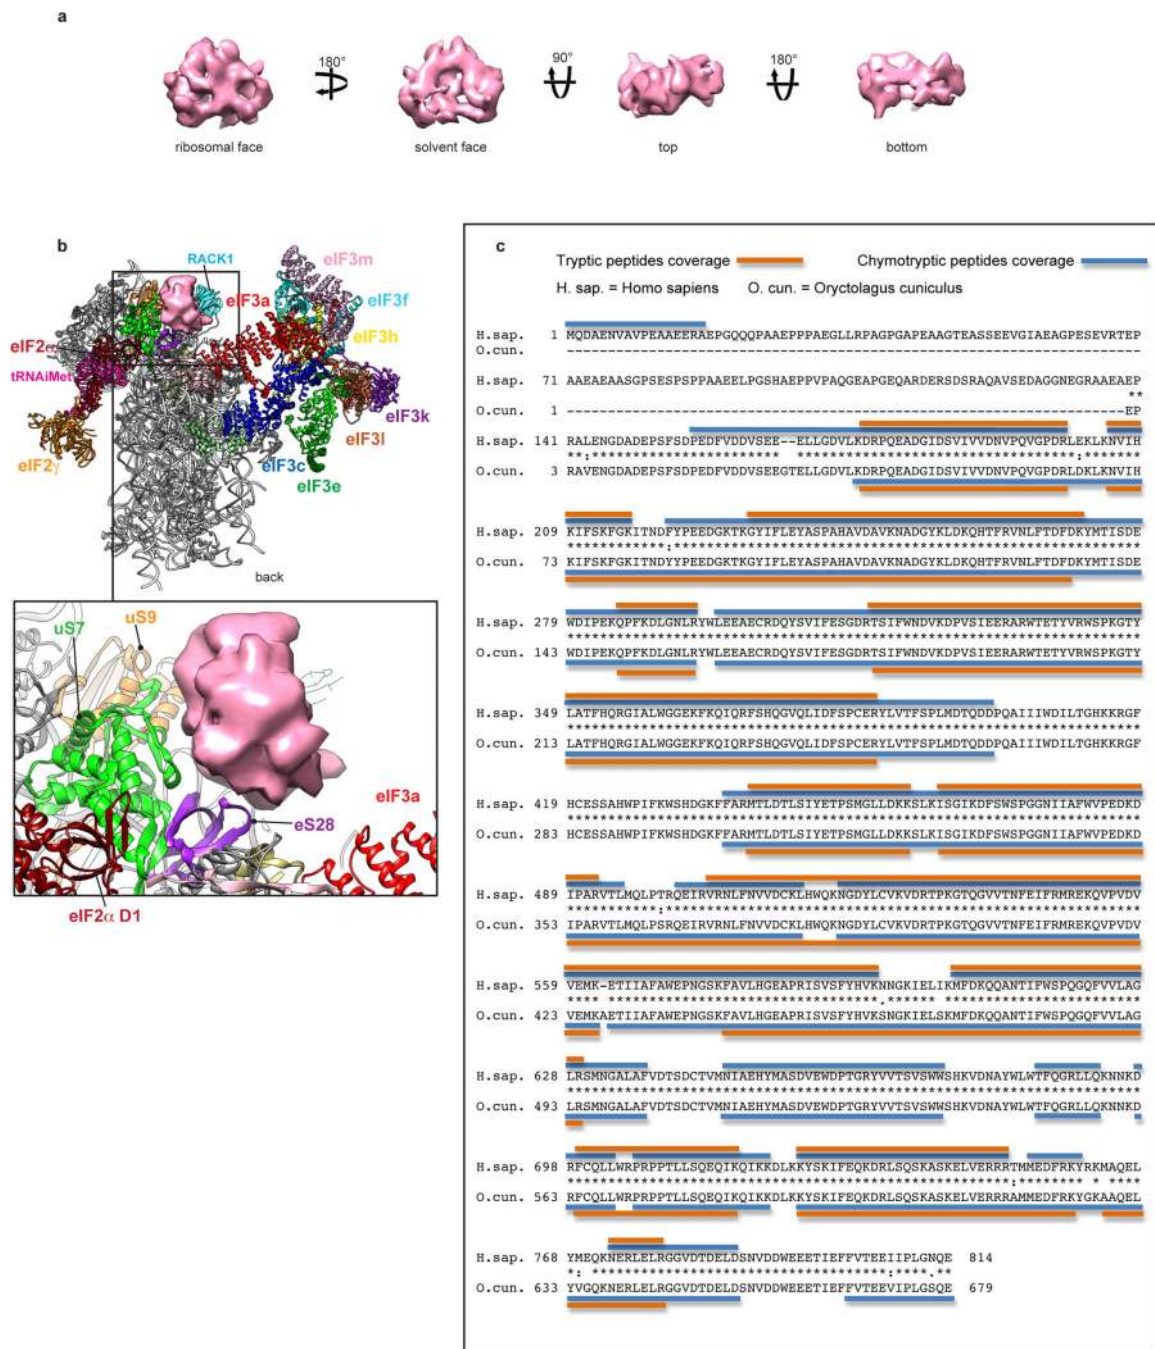 a
180°
90°
180°
ribosomal face
solvent face
top
bottom
b
RACK1
eIF3m
eIF3a
eIF3f
eIF3h
eIF2α
tRNAiMet
eIF3k
eIF3l
eIF2γ
eIF3c
eIF3e
back
uS7
uS9
eIF3a
eS28
eIF2α D1
c
Tryptic peptides coverage
Chymotryptic peptides coverage
H. sap. = Homo sapiens
O. cun. = Oryctolagus cuniculus
H.sap. 1 MQDAENVAVPEAAEERAEPGQQQPAAEPPPAEGLLRPAGPGAPEAAGTEASSEEVGIAEAGPESEVRTEP
O.cun. ----------------------------------------------------------------------
H.sap. 71 AAEAEAASGPSESPSPPAAEELPGSHAEPPVPAQGEAPGEQARDERSDSRAQAVSEDAGGNEGRAAEAEP
**
O.cun. 1 --------------------------------------------------------------------EP
H.sap. 141 RALENGDADEPSFSDPEDFVDDVSEE--ELLGDVLKDRPQEADGIDSVIVVDNVPQVGPDRLEKLKNVIH
O.cun. 3 RAVENGDADEPSFSDPEDFVDDVSEEGTELLGDVLKDRPQEADGIDSVIVVDNVPQVGPDRLDKLKNVIH
H.sap. 209 KIFSKFGKITNDFYPEEDGKTKGYIFLEYASPAHAVDAVKNADGYKLDKQHTFRVNLFTDFDKYMTISDE
O.cun. 73 KIFSKFGKITNDYYPEEDGKTKGYIFLEYASPAHAVDAVKNADGYKLDKQHTFRVNLFTDFDKYMTISDE
H.sap. 279 WDIPEKQPFKDLGNLRYWLEEAECRDQYSVIFESGDRTSIFWNDVKDPVSIEERARWTETYVRWSPKGTY
O.cun. 143 WDIPEKQPFKDLGNLRYWLEEAECRDQYSVIFESGDRTSIFWNDVKDPVSIEERARWTETYVRWSPKGTY
H.sap. 349 LATFHQRGIALWGGEKFKQIQRFSHQGVQLIDFSPCERYLVTFSPLMDTQDDPQAIIIWDILTGHKKRGF
O.cun. 213 LATFHQRGIALWGGEKFKQIQRFSHQGVQLIDFSPCERYLVTFSPLMDTQDDPQAIIIWDILTGHKKRGF
H.sap. 419 HCESSAHWPIFKWSHDGKFFARMTLDTLSIYETPSMGLLDKKSLKISGIKDFSWSPGGNIIAFWVPEDKD
O.cun. 283 HCESSAHWPIFKWSHDGKFFARMTLDTLSIYETPSMGLLDKKSLKISGIKDFSWSPGGNIIAFWVPEDKD
H.sap. 489 IPARVTLMQLPTRQEIRVRNLFNVVDCKLHWQKNGDYLCVKVDRTPKGTQGVVTNFEIFRMREKQVPVDV
O.cun. 353 IPARVTLMQLPSRQEIRVRNLFNVVDCKLHWQKNGDYLCVKVDRTPKGTQGVVTNFEIFRMREKQVPVDV
H.sap. 559 VEMK-ETIIAFAWEPNGSKFAVLHGEAPRISVSFYHVKNNGKIELIKMFDKQQANTIFWSPQGQFVVLAG
O.cun. 423 VEMKAETIIAFAWEPNGSKFAVLHGEAPRISVSFYHVKSNGKIELSKMFDKQQANTIFWSPQGQFVVLAG
H.sap. 628 LRSMNGALAFVDTSDCTVMNIAEHYMASDVEWDPTGRYVVTSVSWWSHKVDNAYWLWTFQGRLLQKNNKD
O.cun. 493 LRSMNGALAFVDTSDCTVMNIAEHYMASDVEWDPTGRYVVTSVSWWSHKVDNAYWLWTFQGRLLQKNNKD
H.sap. 698 RFCQLLWRPRPPTLLSQEQIKQIKKDLKKYSKIFEQKDRLSQSKASKELVERRRTMMEDFRKYRKMAQEL
O.cun. 563 RFCQLLWRPRPPTLLSQEQIKQIKKDLKKYSKIFEQKDRLSQSKASKELVERRRAMMEDFRKYGKAAQEL
H.sap. 768 YMEQKNERLELRGGVDTDELDSNVDDWEEETIEFFVTEEIIPLGNQE 814
O.cun. 633 YVGQKNERLELRGGVDTDELDSNVDDWEEETIEFFVTEEVIPLGSQE 679